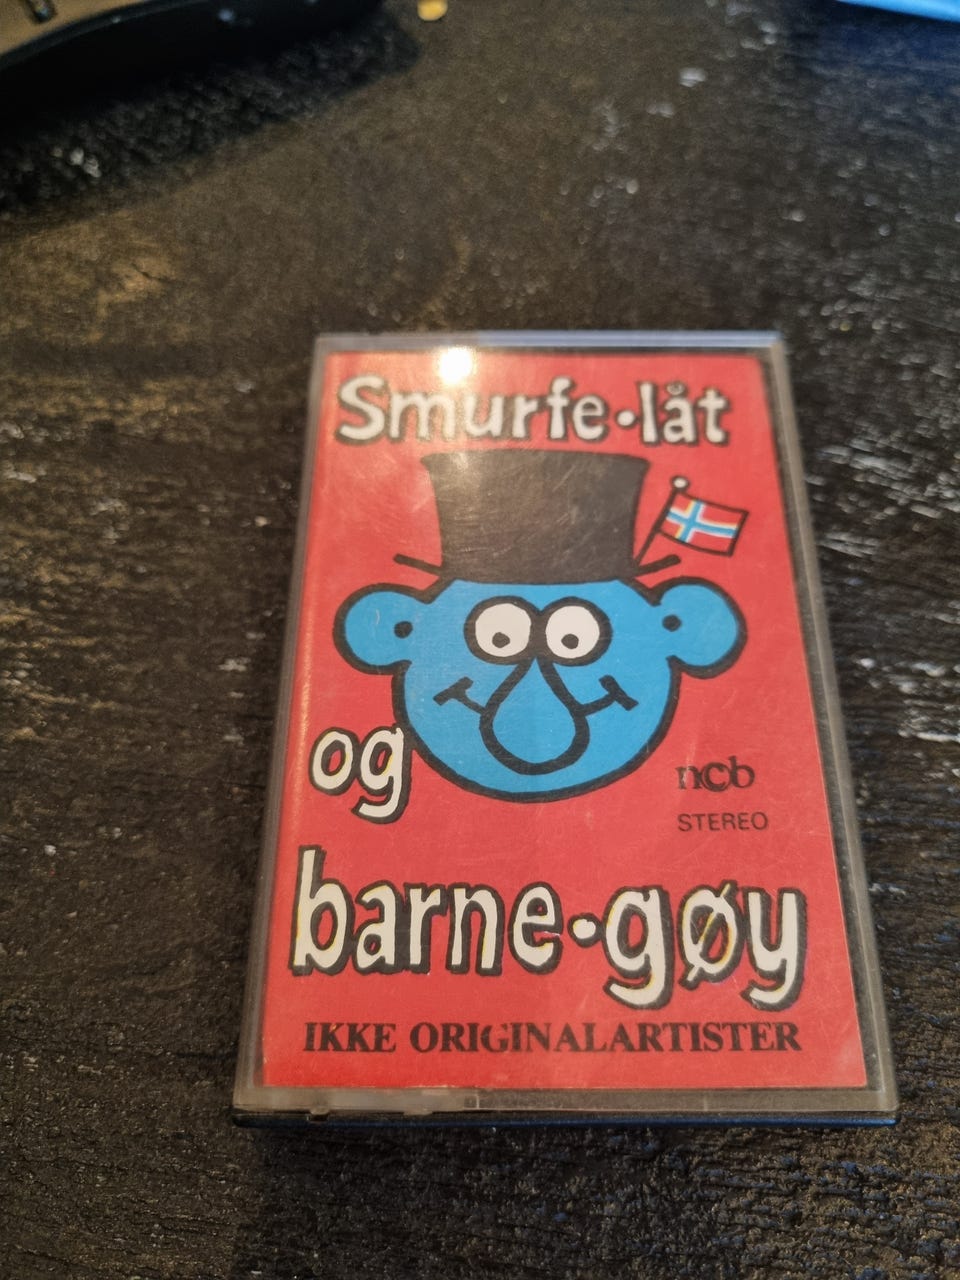 Smurfe•låt
og
ncb
STEREO
barne•gøy
IKKE ORIGINALARTISTER